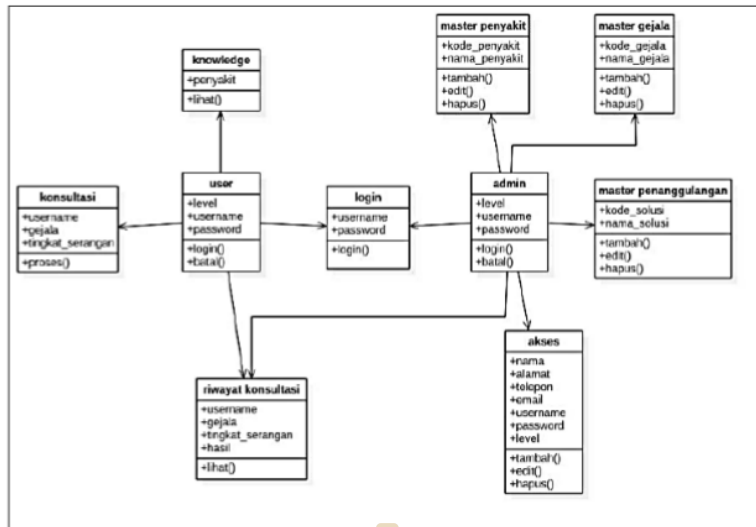 master penyakit
+kode_penyakit
+nama_penyakit
+tambah()
+edit()
+hapus()
master gejala
+kode_gejala
+nama_gejala
+tambah()
+edit()
+hapus()
knowledge
+penyakit
+lihat()
konsultasi
+username
+gejala
+tingkat_serangan
+proses()
user
+level
+username
+password
+login()
+batal()
login
+username
+password
+login()
admin
+level
+username
+password
+login()
+batal()
master penanggulangan
+kode_solusi
+nama_solusi
+tambah()
+edit()
+hapus()
riwayat konsultasi
+username
+gejala
+tingkat_serangan
+hasil
+lihat()
akses
+nama
+alamat
+telepon
+email
+username
+password
+level
+tambah()
+edit()
+hapus()